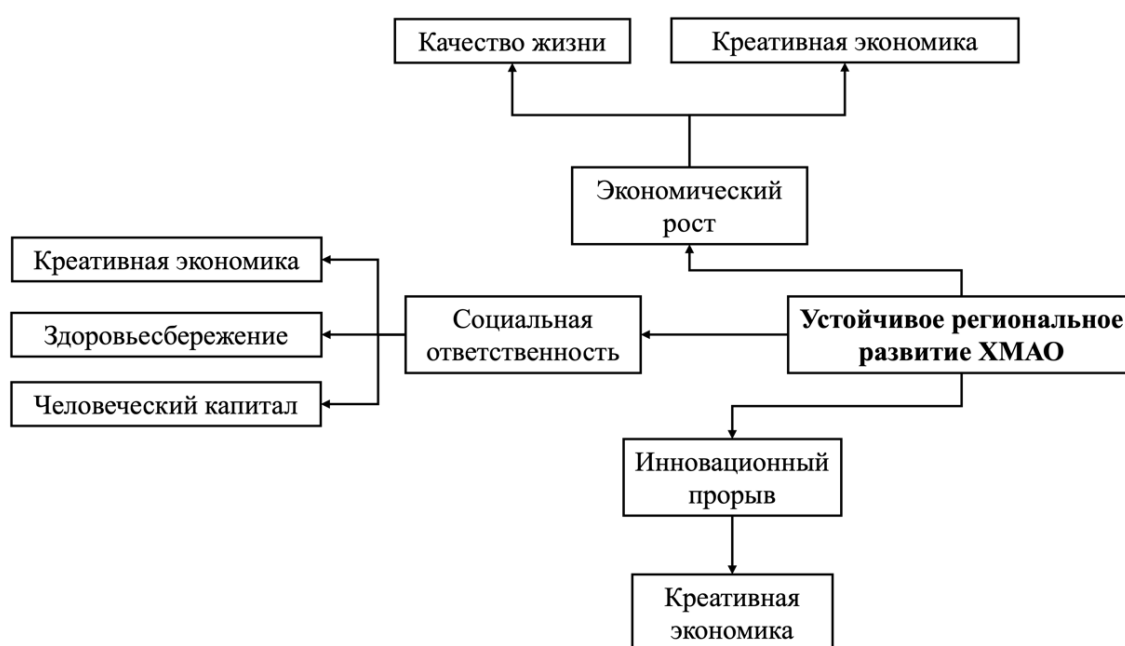 Качество жизни
Креативная экономика
Экономический
рост
Креативная экономика
Здоровьесбережение
Человеческий капитал
Социальная
ответственность
Устойчивое региональное
развитие ХМАО
Инновационный
прорыв
Креативная
экономика